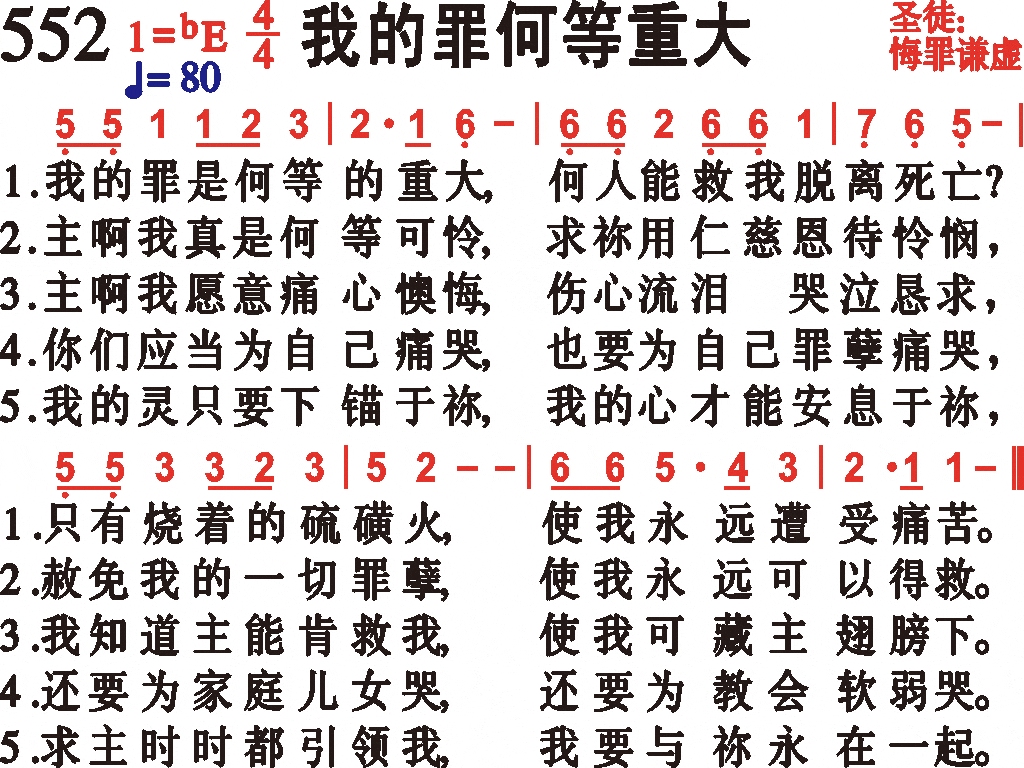 552 1=ᵇE 4/4 我的罪何等重大 圣徒:
♩=80 悔罪谦虚
5 5 1 1 2 3 | 2 · 1 6 – | 6 6 2 6 6 1 | 7 6 5 – |
1.我的罪是何等的重大, 何人能救我脱离死亡?
2.主啊我真是何等可怜, 求祢用仁慈恩待怜悯,
3.主啊我愿意痛心懊悔, 伤心流泪 哭泣恳求,
4.你们应当为自己痛哭, 也要为自己罪孽痛哭,
5.我的灵只要下锚于祢, 我的心才能安息于祢,
5 5 3 3 2 3 | 5 2 – – | 6 6 5 · 4 3 | 2 · 1 1 – ‖
1.只有烧着的硫磺火, 使我永远遭受痛苦。
2.赦免我的一切罪孽, 使我永远可以得救。
3.我知道主能肯救我, 使我可藏主翅膀下。
4.还要为家庭儿女哭, 还要为教会软弱哭。
5.求主时时都引领我, 我要与祢永在一起。